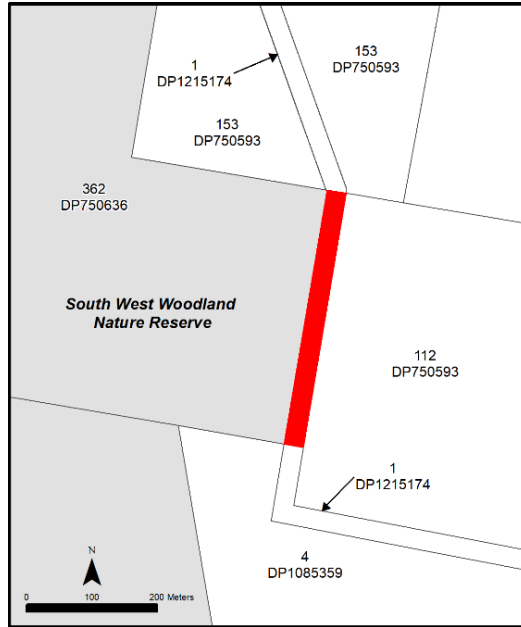 153
DP750593
1
DP1215174
153
DP750593
362
DP750636
South West Woodland
Nature Reserve
112
DP750593
1
DP1215174
4
DP1085359
N
0 100 200 Meters